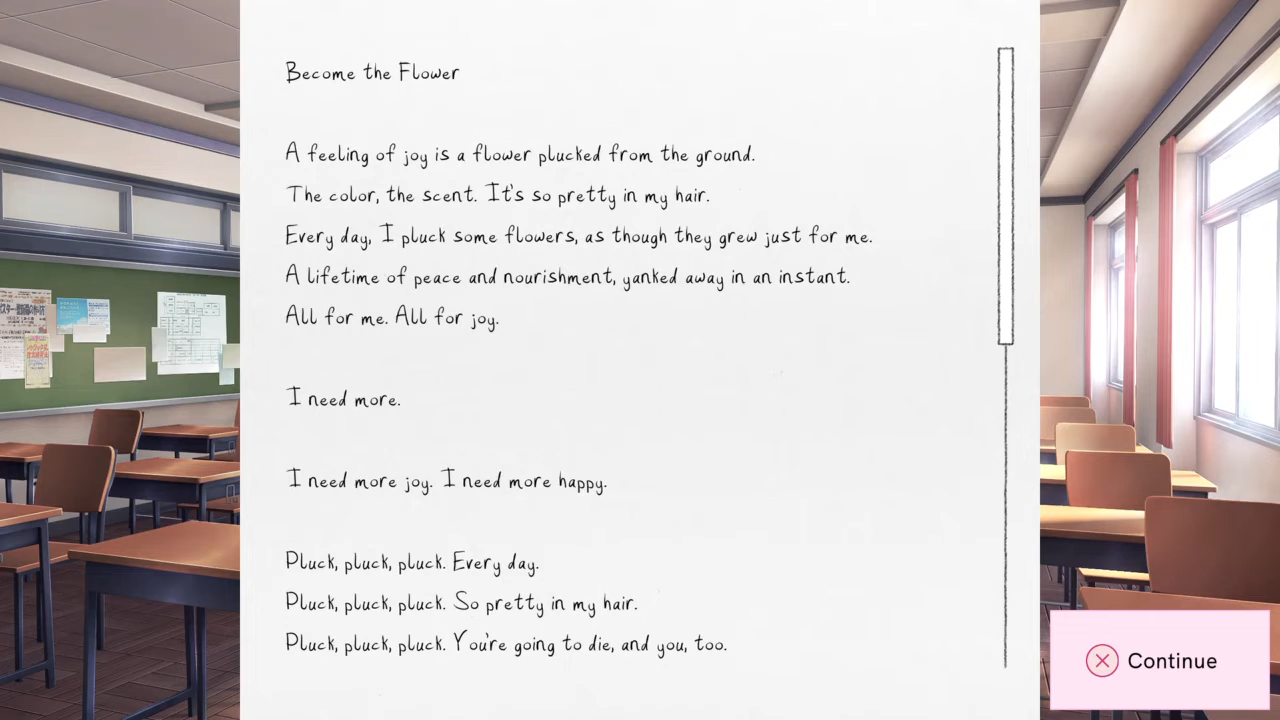 Become the Flower
A feeling of joy is a flower plucked from the ground.
The color, the scent. It's so pretty in my hair.
Every day, I pluck some flowers, as though they grew just for me.
A lifetime of peace and nourishment, yanked away in an instant.
All for me. All for joy.
I need more.
I need more joy. I need more happy.
Pluck, pluck, pluck. Every day.
Pluck, pluck, pluck. So pretty in my hair.
Pluck, pluck, pluck. You're going to die, and you, too.
Continue